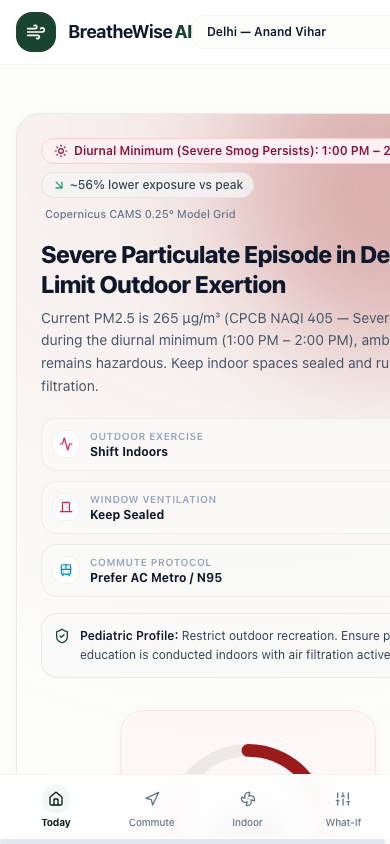 BreatheWise AI
Delhi — Anand Vihar
Diurnal Minimum (Severe Smog Persists): 1:00 PM – 2
~56% lower exposure vs peak
Copernicus CAMS 0.25° Model Grid
Severe Particulate Episode in De
Limit Outdoor Exertion
Current PM2.5 is 265 µg/m³ (CPCB NAQI 405 — Sever
during the diurnal minimum (1:00 PM – 2:00 PM), amb
remains hazardous. Keep indoor spaces sealed and ru
filtration.
OUTDOOR EXERCISE
Shift Indoors
WINDOW VENTILATION
Keep Sealed
COMMUTE PROTOCOL
Prefer AC Metro / N95
Pediatric Profile: Restrict outdoor recreation. Ensure p
education is conducted indoors with air filtration active
Today
Commute
Indoor
What-If